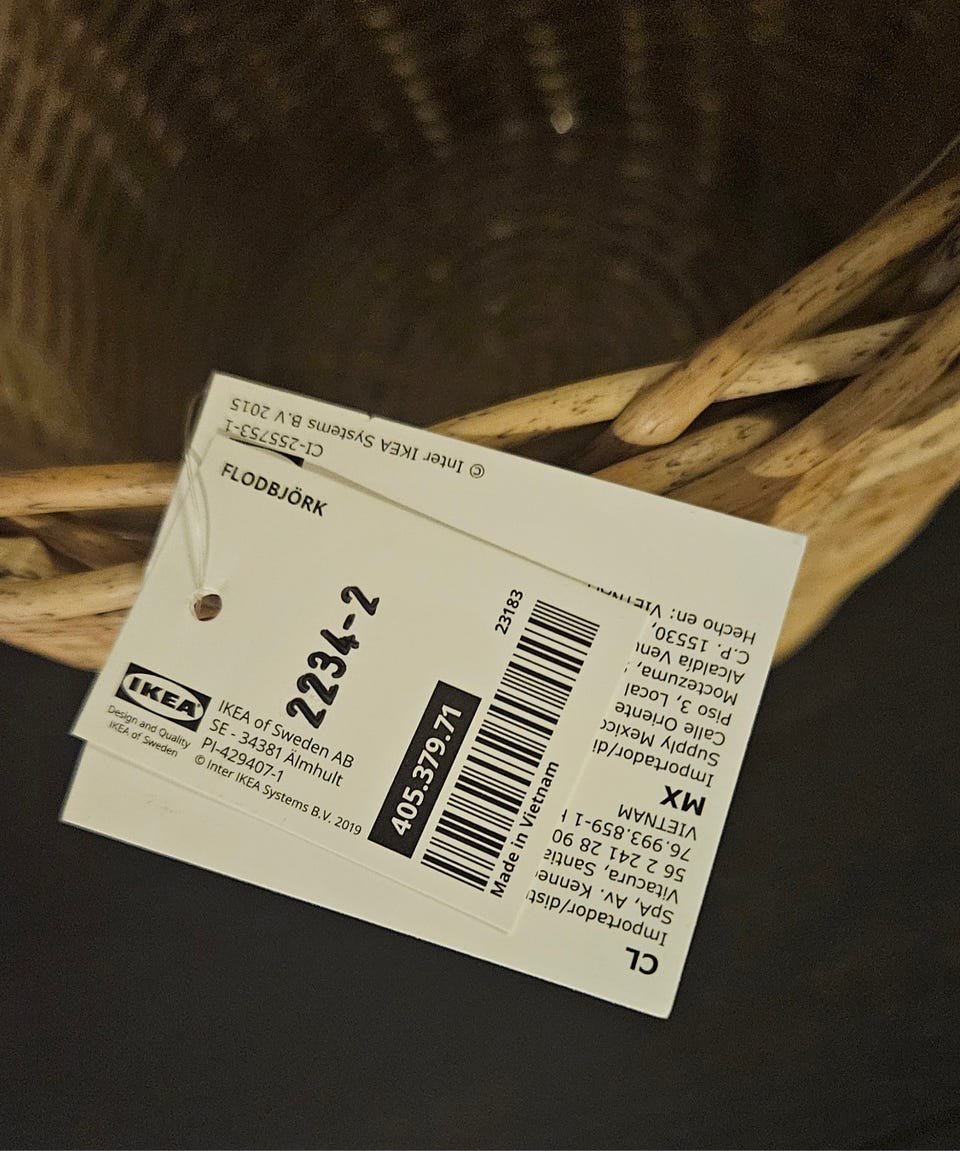 FLODBJÖRK
2234-2
23183
405.379.71
Made in Vietnam
IKEA
Design and Quality
IKEA of Sweden
IKEA of Sweden AB
SE - 34381 Älmhult
PI-429407-1
© Inter IKEA Systems B.V. 2019
© Inter IKEA Systems B.V 2015
CI-255753-1
CL
Importador/dist
SpA, Av. Kenne
Vitacura, Santia
56 2 2 241 28 90
76.993.859-1
VIETNAM
MX
Importador/di
Supply Mexico
Calle Oriente
Piso 3, Local
Moctezuma,
Alcaldía Venu
C.P. 15530,
Hecho en: VIETNAM